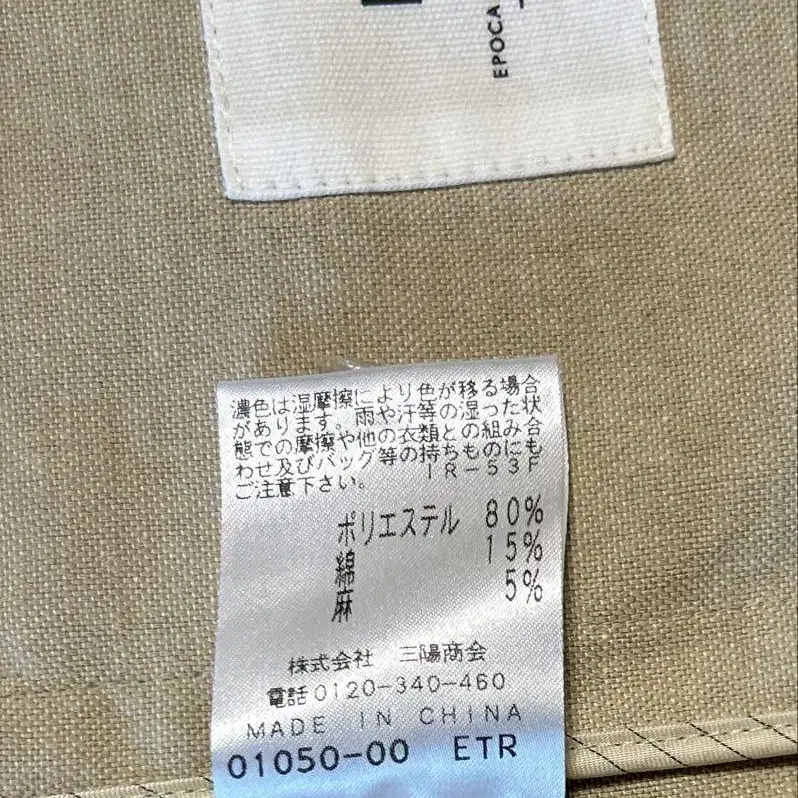 EPOCA
濃色は湿摩擦により色が移る場合
があります。雨や汗等の湿った状
態での摩擦や他の衣類との組み合
わせ及びバッグ等の持ちものにも
ご注意下さい。 IR-53F
ポリエステル 80%
綿 15%
麻 5%
株式会社 三陽商会
電話0120-340-460
MADE IN CHINA
01050-00 ETR